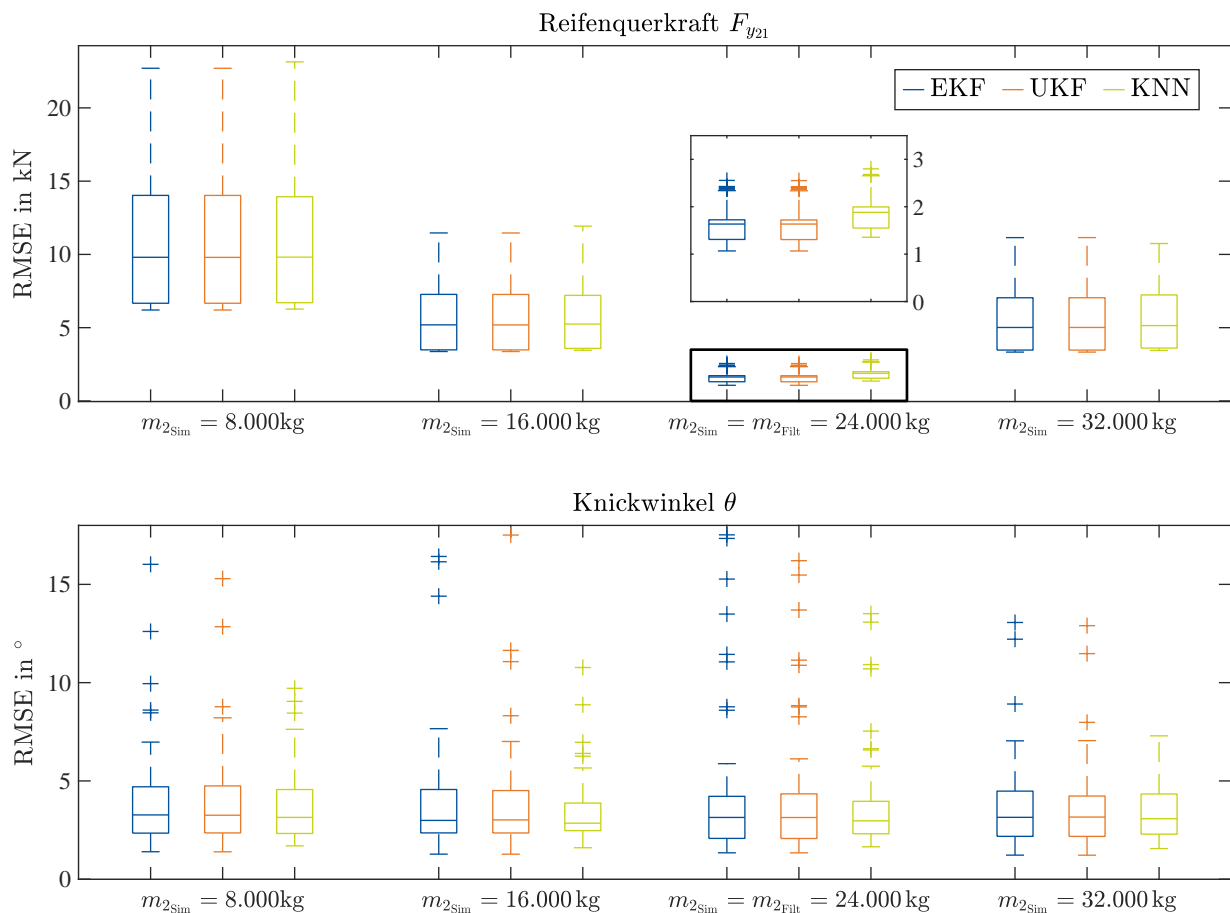 Reifenquerkraft F_{y_{21}}
EKF UKF KNN
RMSE in kN
20
15
10
5
0
3
2
1
0
m_{2_{Sim}} = 8.000kg
m_{2_{Sim}} = 16.000 kg
m_{2_{Sim}} = m_{2_{Filt}} = 24.000 kg
m_{2_{Sim}} = 32.000 kg
Knickwinkel θ
RMSE in °
15
10
5
0
m_{2_{Sim}} = 8.000kg
m_{2_{Sim}} = 16.000 kg
m_{2_{Sim}} = m_{2_{Filt}} = 24.000 kg
m_{2_{Sim}} = 32.000 kg